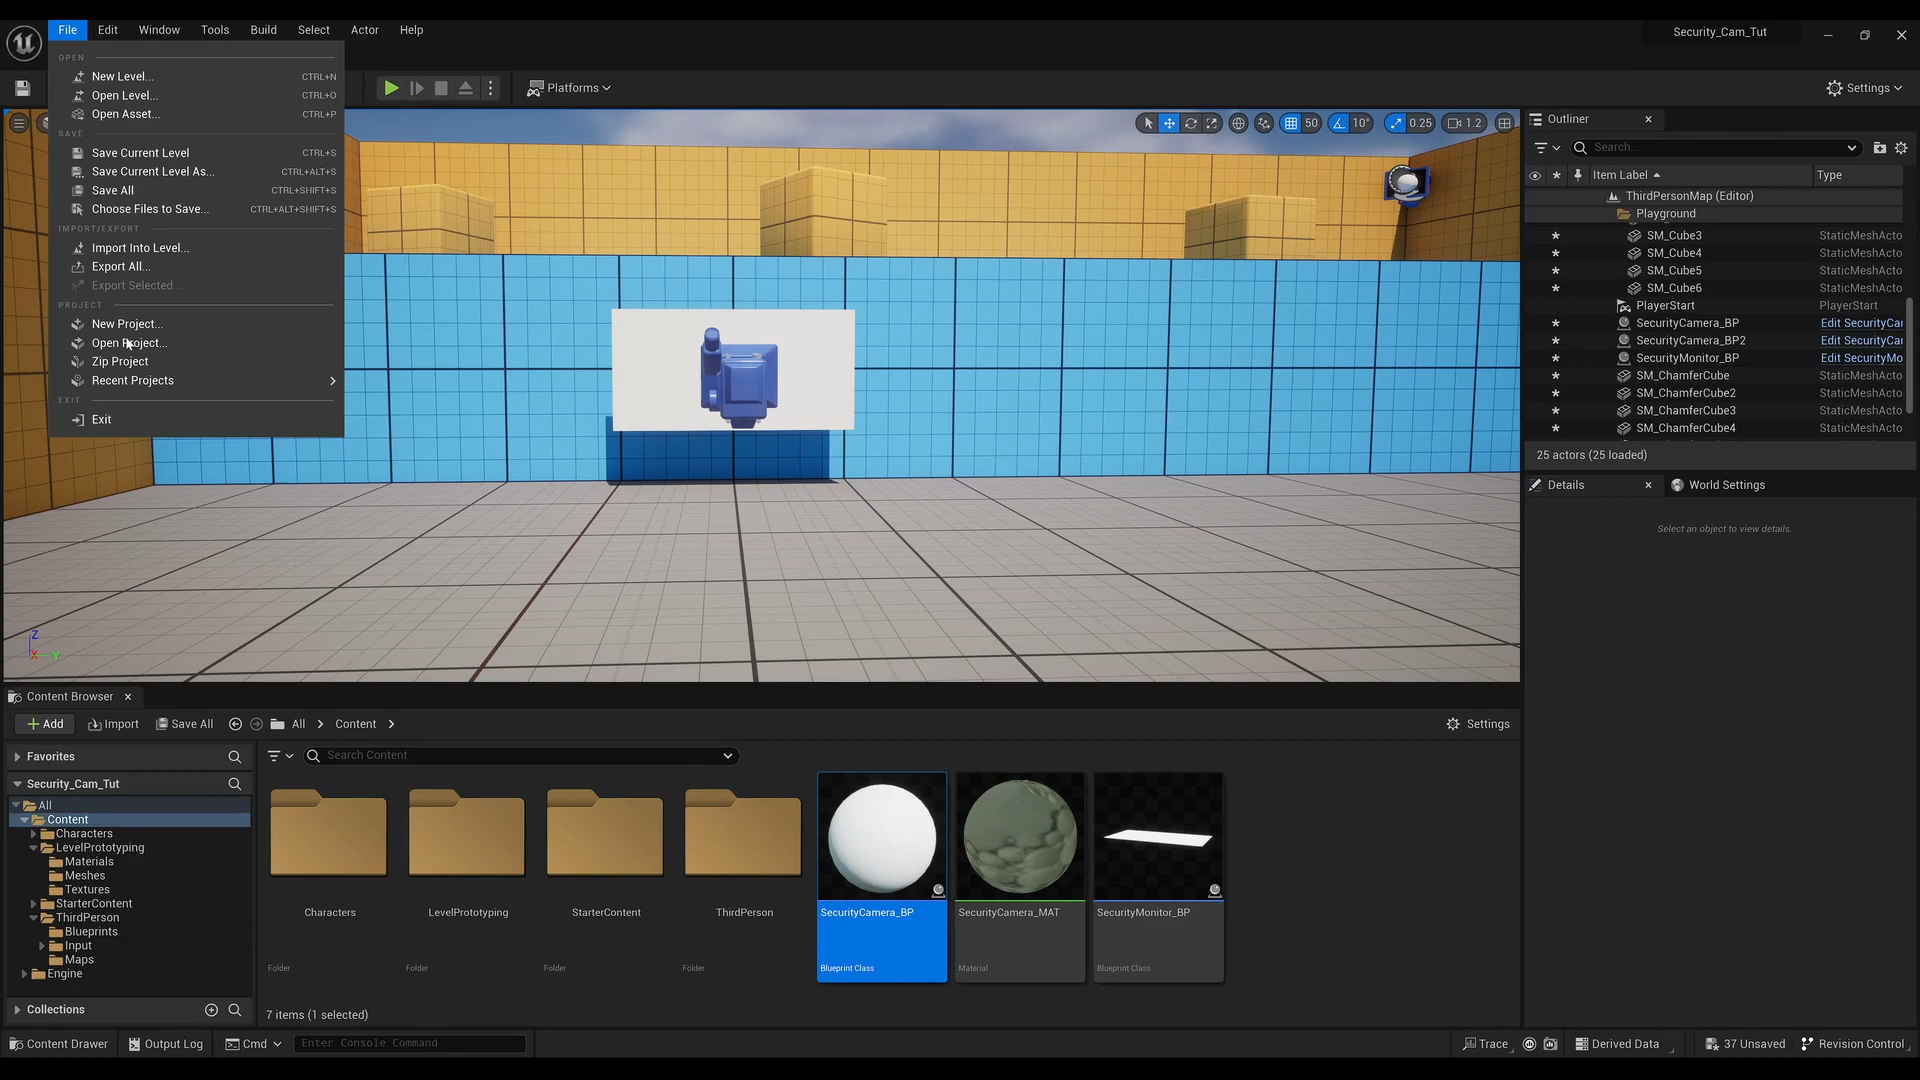 File Edit Window Tools Build Select Actor Help
Security_Cam_Tut
OPEN
New Level... CTRL+N
Open Level... CTRL+O
Open Asset... CTRL+P
SAVE
Save Current Level CTRL+S
Save Current Level As... CTRL+ALT+S
Save All CTRL+SHIFT+S
Choose Files to Save... CTRL+ALT+SHIFT+S
IMPORT/EXPORT
Import Into Level...
Export All...
Export Selected...
PROJECT
New Project...
Open Project...
Zip Project
Recent Projects
EXIT
Exit
Platforms
Settings
50 10° 0.25 1.2
Z
X Y
Outliner
Search...
Item Label Type
ThirdPersonMap (Editor)
Playground
SM_Cube3 StaticMeshActo
SM_Cube4 StaticMeshActo
SM_Cube5 StaticMeshActo
SM_Cube6 StaticMeshActo
PlayerStart PlayerStart
SecurityCamera_BP Edit SecurityCar
SecurityCamera_BP2 Edit SecurityCar
SecurityMonitor_BP Edit SecurityMo
SM_ChamferCube StaticMeshActo
SM_ChamferCube2 StaticMeshActo
SM_ChamferCube3 StaticMeshActo
SM_ChamferCube4 StaticMeshActo
25 actors (25 loaded)
Details World Settings
Select an object to view details.
Content Browser
Add Import Save All All Content Settings
Favorites
Search Content
Security_Cam_Tut
All
Content
Characters
LevelPrototyping
Materials
Meshes
Textures
StarterContent
ThirdPerson
Blueprints
Input
Maps
Engine
Collections
Characters LevelPrototyping StarterContent ThirdPerson SecurityCamera_BP SecurityCamera_MAT SecurityMonitor_BP
Folder Folder Folder Folder Blueprint Class Material Blueprint Class
7 items (1 selected)
Content Drawer Output Log Cmd Enter Console Command Trace Derived Data 37 Unsaved Revision Control